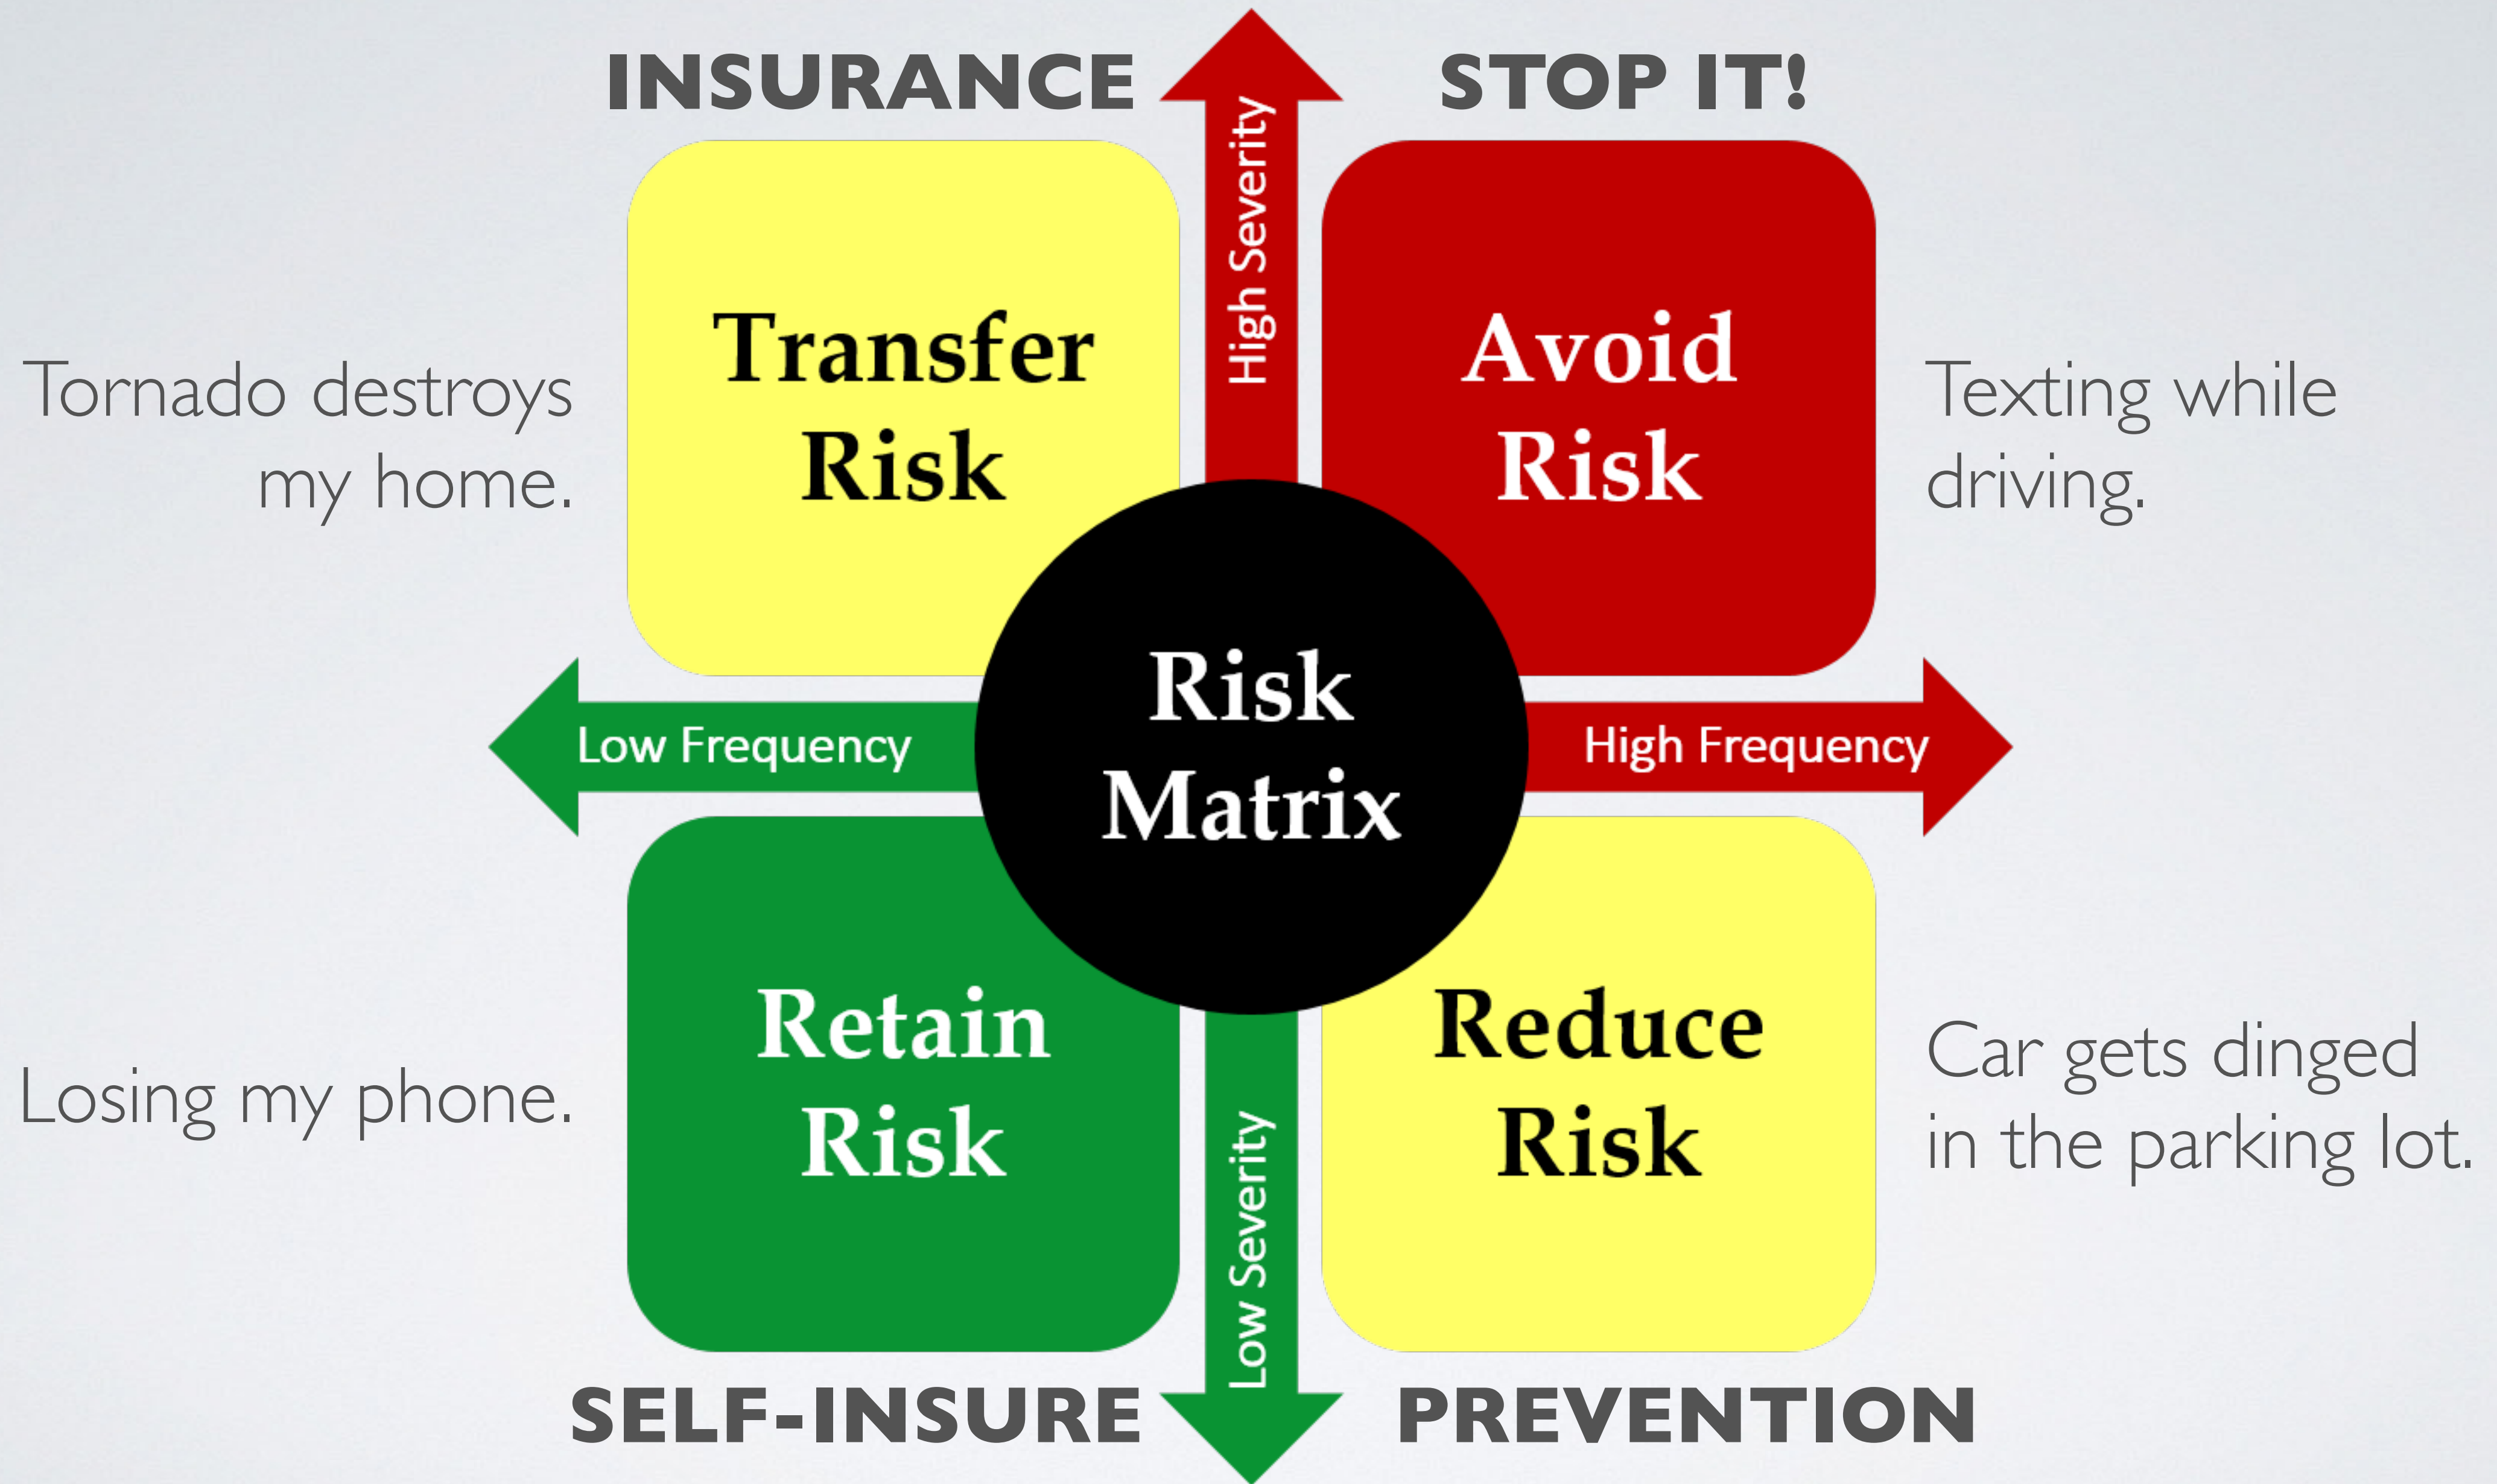 INSURANCE
STOP IT!
High Severity
Tornado destroys
my home.
Transfer
Risk
Avoid
Risk
Texting while
driving.
Risk
Matrix
Low Frequency
High Frequency
Losing my phone.
Retain
Risk
Reduce
Risk
Car gets dinged
in the parking lot.
Low Severity
SELF-INSURE
PREVENTION